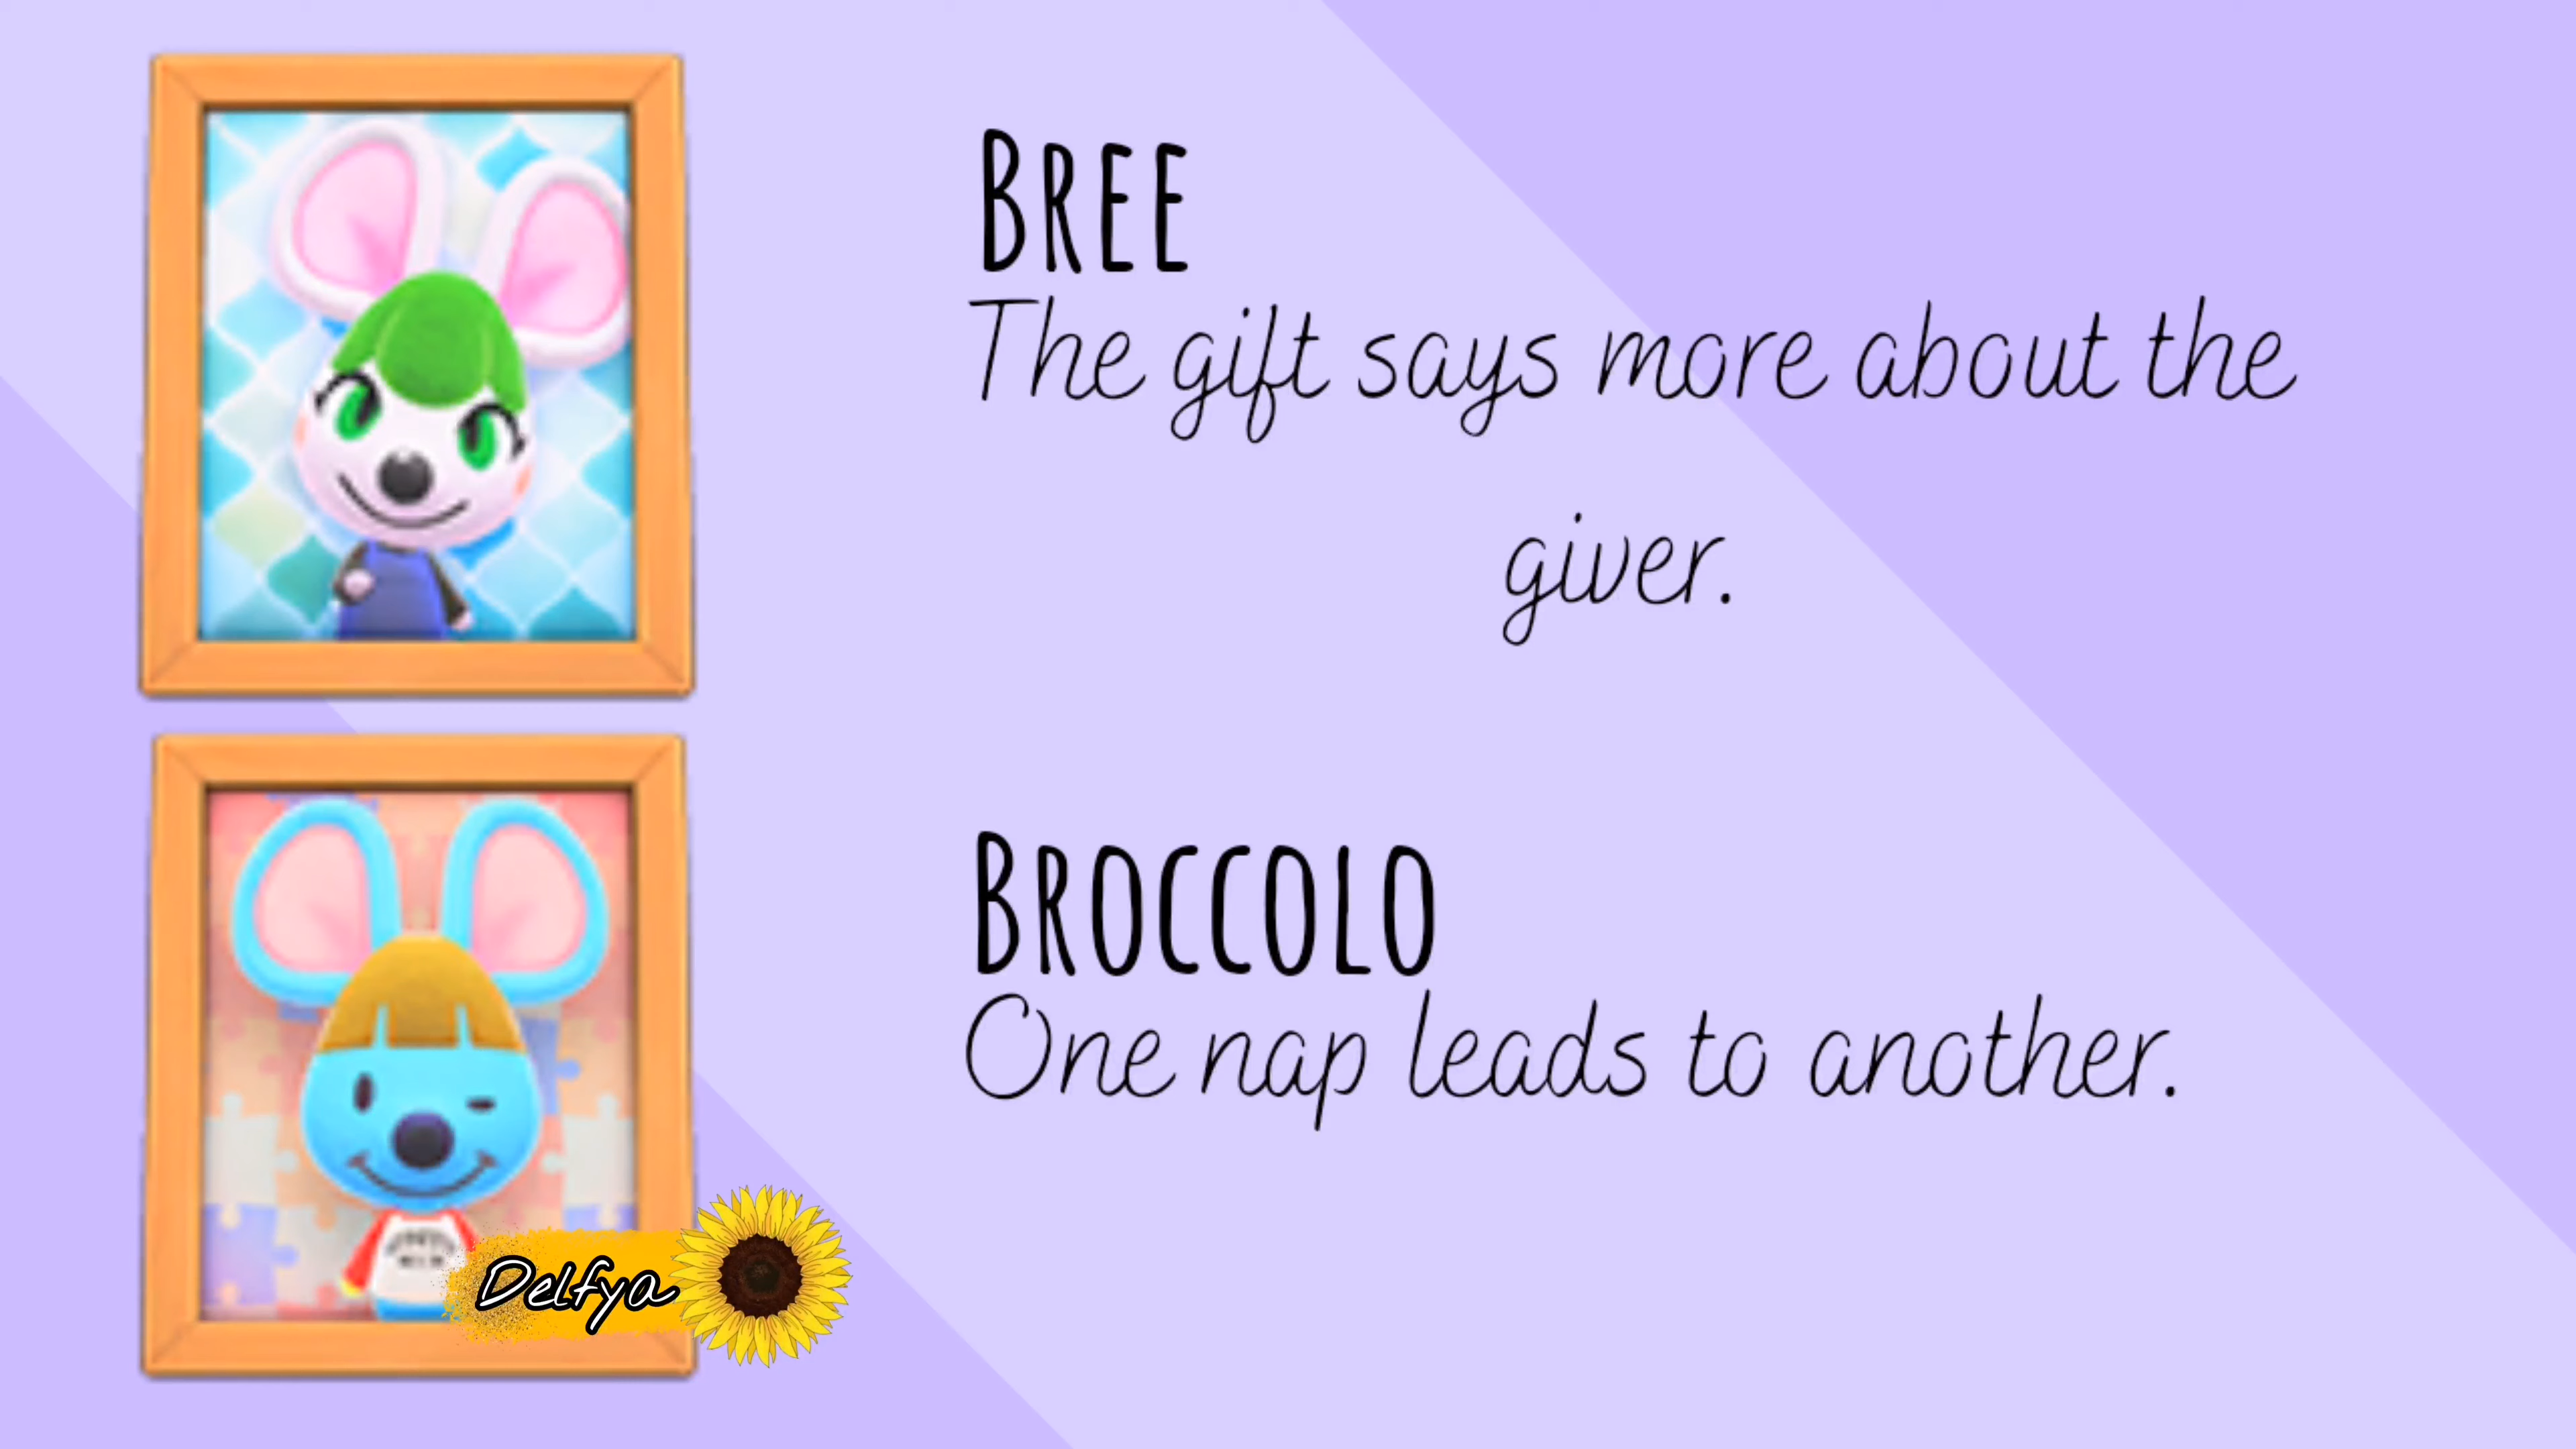 BREE
The gift says more about the
giver.
BROCCOLO
One nap leads to another.
Delfya